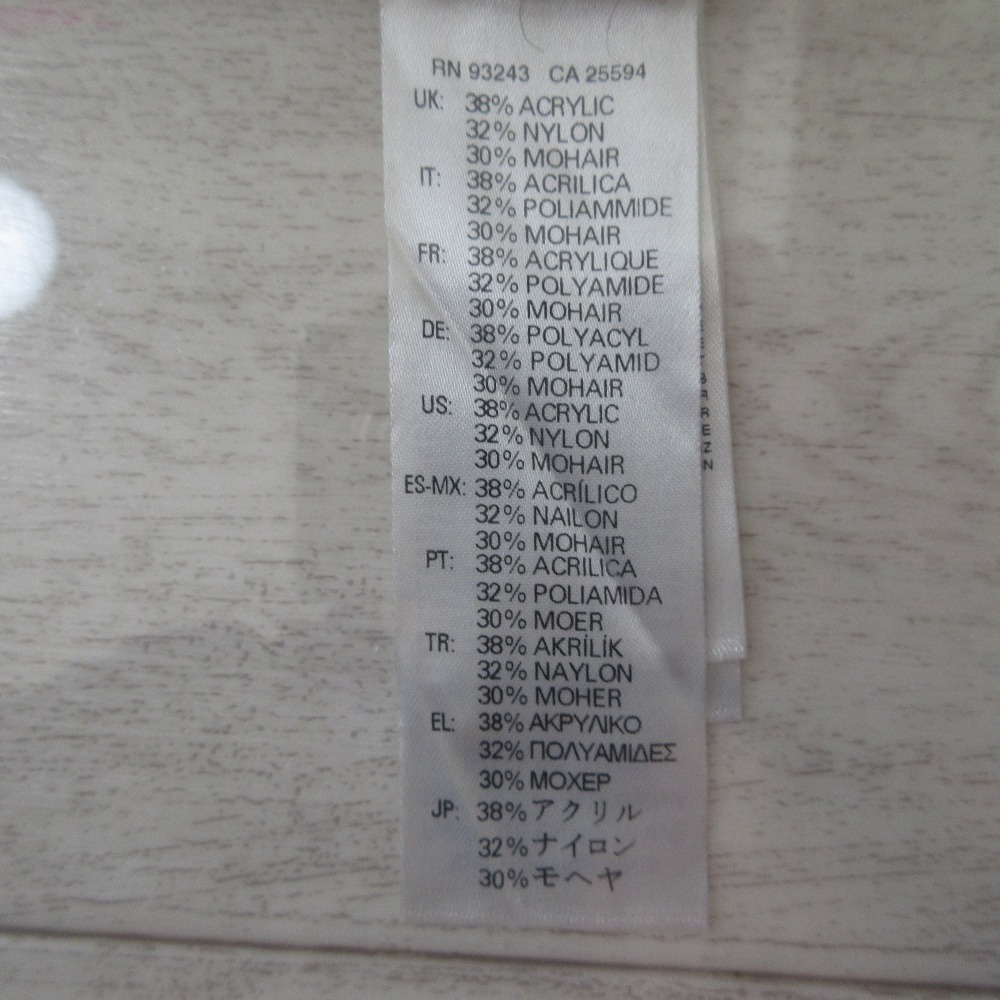 RN 93243 CA 25594
UK: 38% ACRYLIC
32% NYLON
30% MOHAIR
IT: 38% ACRILICA
32% POLIAMMIDE
30% MOHAIR
FR: 38% ACRYLIQUE
32% POLYAMIDE
30% MOHAIR
DE: 38% POLYACYL
32% POLYAMID
30% MOHAIR
US: 38% ACRYLIC
32% NYLON
30% MOHAIR
ES-MX: 38% ACRÍLICO
32% NAILON
30% MOHAIR
PT: 38% ACRILICA
32% POLIAMIDA
30% MOER
TR: 38% AKRİLİK
32% NAYLON
30% MOHER
EL: 38% ΑΚΡΥΛΙΚΟ
32% ΠΟΛΥΑΜΙΔΕΣ
30% ΜΟΧΕΡ
JP: 38% アクリル
32% ナイロン
30% モヘヤ